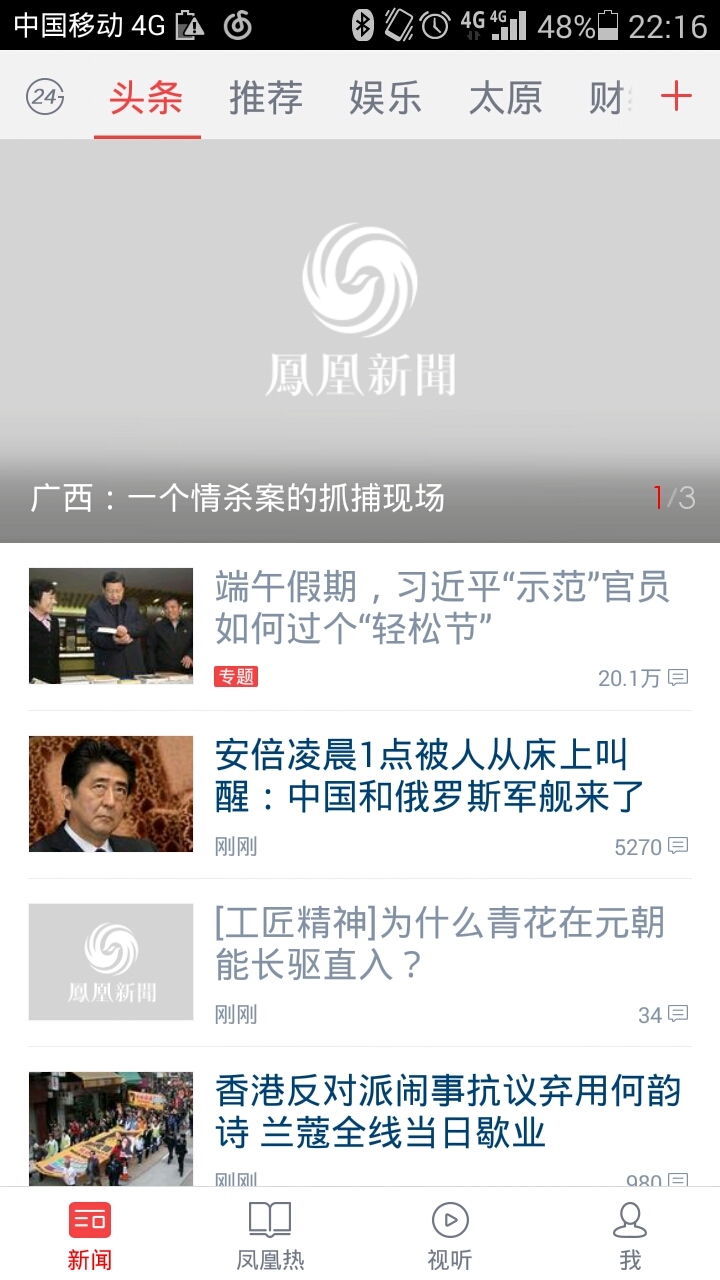 中国移动 4G 4G 4G 48% 22:16
24 头条 推荐 娱乐 太原 财
鳳凰新聞
广西：一个情杀案的抓捕现场 1/3
端午假期，习近平“示范”官员
如何过个“轻松节”
专题 20.1万
安倍凌晨1点被人从床上叫
醒：中国和俄罗斯军舰来了
刚刚 5270
[工匠精神]为什么青花在元朝
能长驱直入？
鳳凰新聞
刚刚 34
香港反对派闹事抗议弃用何韵
诗 兰蔻全线当日歇业
刚刚 980
新闻 凤凰热 视听 我